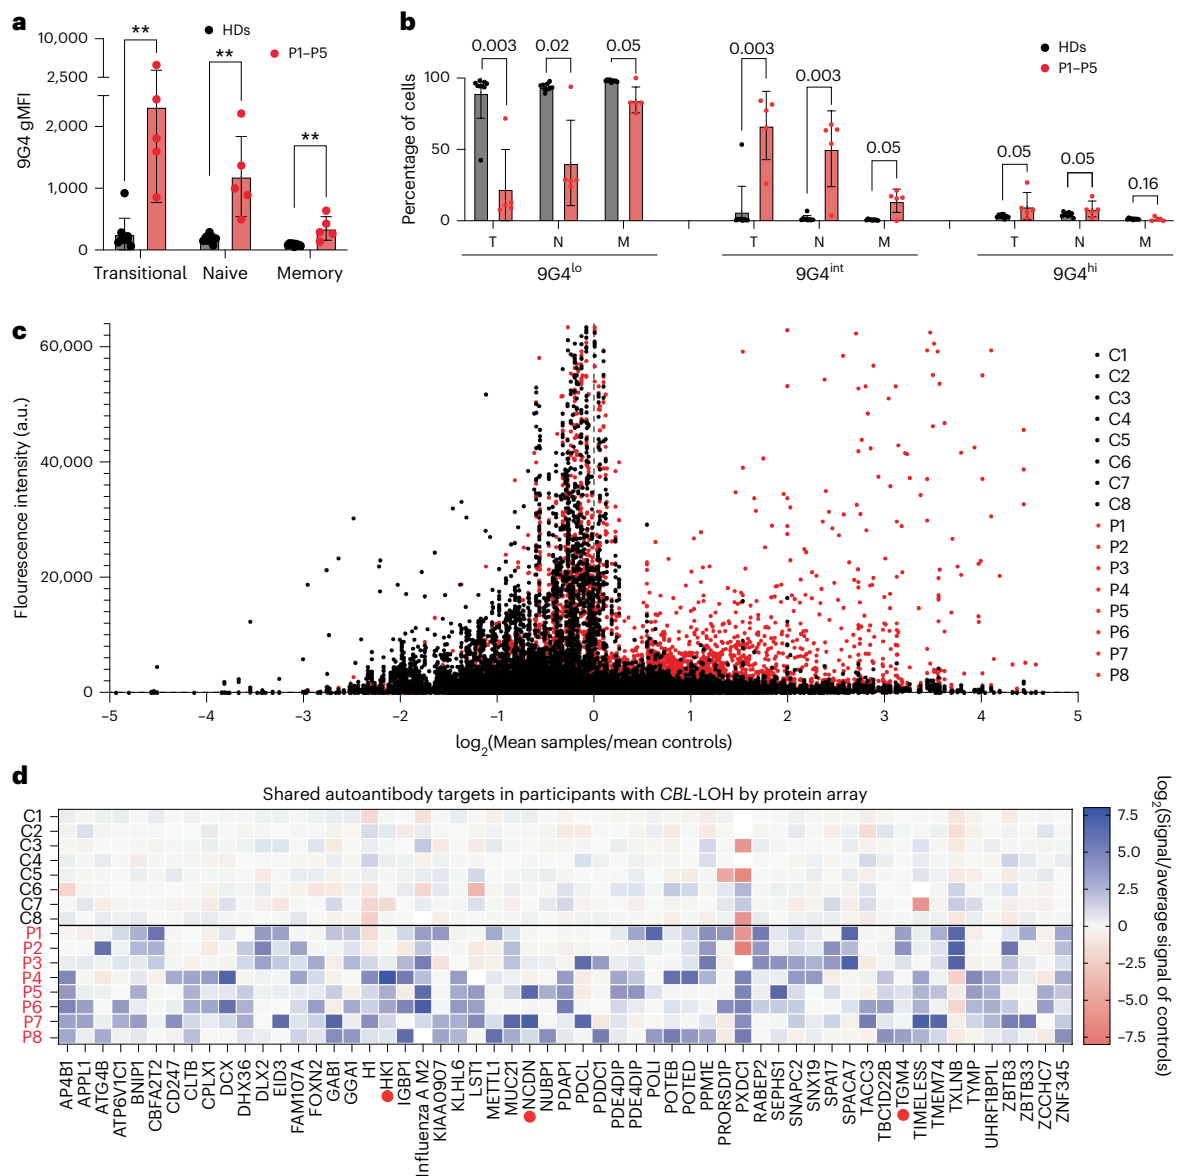 a
10,000
2,500
2,000
1,000
0
9G4 gMFI
**
**
**
HDs
P1–P5
Transitional
Naive
Memory
b
Percentage of cells
100
50
0
0.003
0.02
0.05
0.003
0.003
0.05
0.05
0.05
0.16
HDs
P1–P5
T
N
M
T
N
M
T
N
M
9G4lo
9G4int
9G4hi
c
Flourescence intensity (a.u.)
60,000
40,000
20,000
0
–5
–4
–3
–2
–1
0
1
2
3
4
5
log2(Mean samples/mean controls)
C1
C2
C3
C4
C5
C6
C7
C8
P1
P2
P3
P4
P5
P6
P7
P8
d
Shared autoantibody targets in participants with CBL-LOH by protein array
C1
C2
C3
C4
C5
C6
C7
C8
P1
P2
P3
P4
P5
P6
P7
P8
AP4B1
APPL1
ATG4B
ATP6V1C1
BNIP1
CBFA2T2
CD247
CLTB
CPLX1
DCX
DHX36
DLX2
EID3
FAM107A
FOXN2
GAB1
GGA1
H1
HK1
IGBP1
Influenza A M2
KIAA0907
KLHL6
LST1
METTL1
MUC21
NCDN
NUBP1
PDAP1
PDCL
PDDC1
PDE4DIP
PDE4DIP
POLI
POTEB
POTED
PPM1E
PRORSD1P
PXDC1
RABEP2
SEPHS1
SNAPC2
SNX19
SPA17
SPACA7
TACC3
TBC1D22B
TGM4
TIMELESS
TMEM74
TXLNB
TYMP
UHRF1BP1L
ZBTB3
ZBTB33
ZCCHC7
ZNF345
7.5
5.0
2.5
0
–2.5
–5.0
–7.5
log2(Signal/average signal of controls)